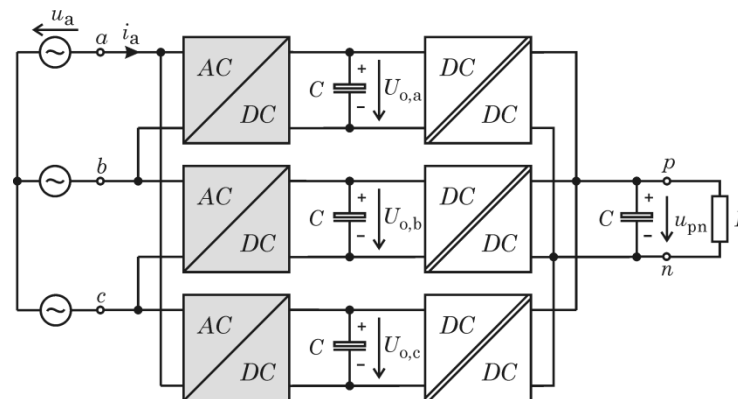 u_a a i_a
AC DC C + - U_o,a DC DC
b
AC DC C + - U_o,b DC DC p C + - u_pn n
c
AC DC C + - U_o,c DC DC